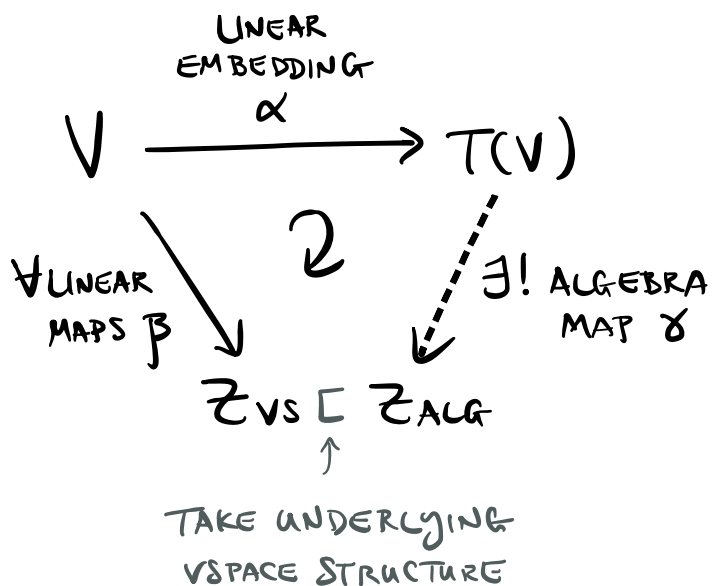 LINEAR
EMBEDDING
α
V
T(V)
∀ LINEAR
MAPS β
∃! ALGEBRA
MAP γ
Z VS ⊏ Z ALG
TAKE UNDERLYING
VSPACE STRUCTURE